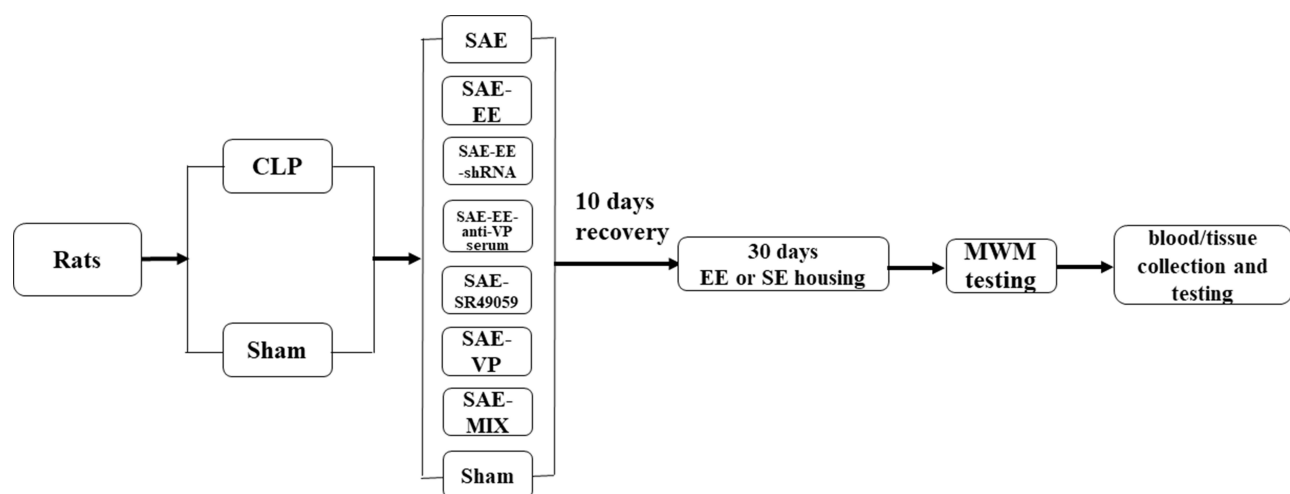 Rats
CLP
Sham
SAE
SAE-
EE
SAE-EE
-shRNA
SAE-EE-
anti-VP
serum
SAE-
SR49059
SAE-
VP
SAE-
MIX
Sham
10 days
recovery
30 days
EE or SE housing
MWM
testing
blood/tissue
collection and
testing